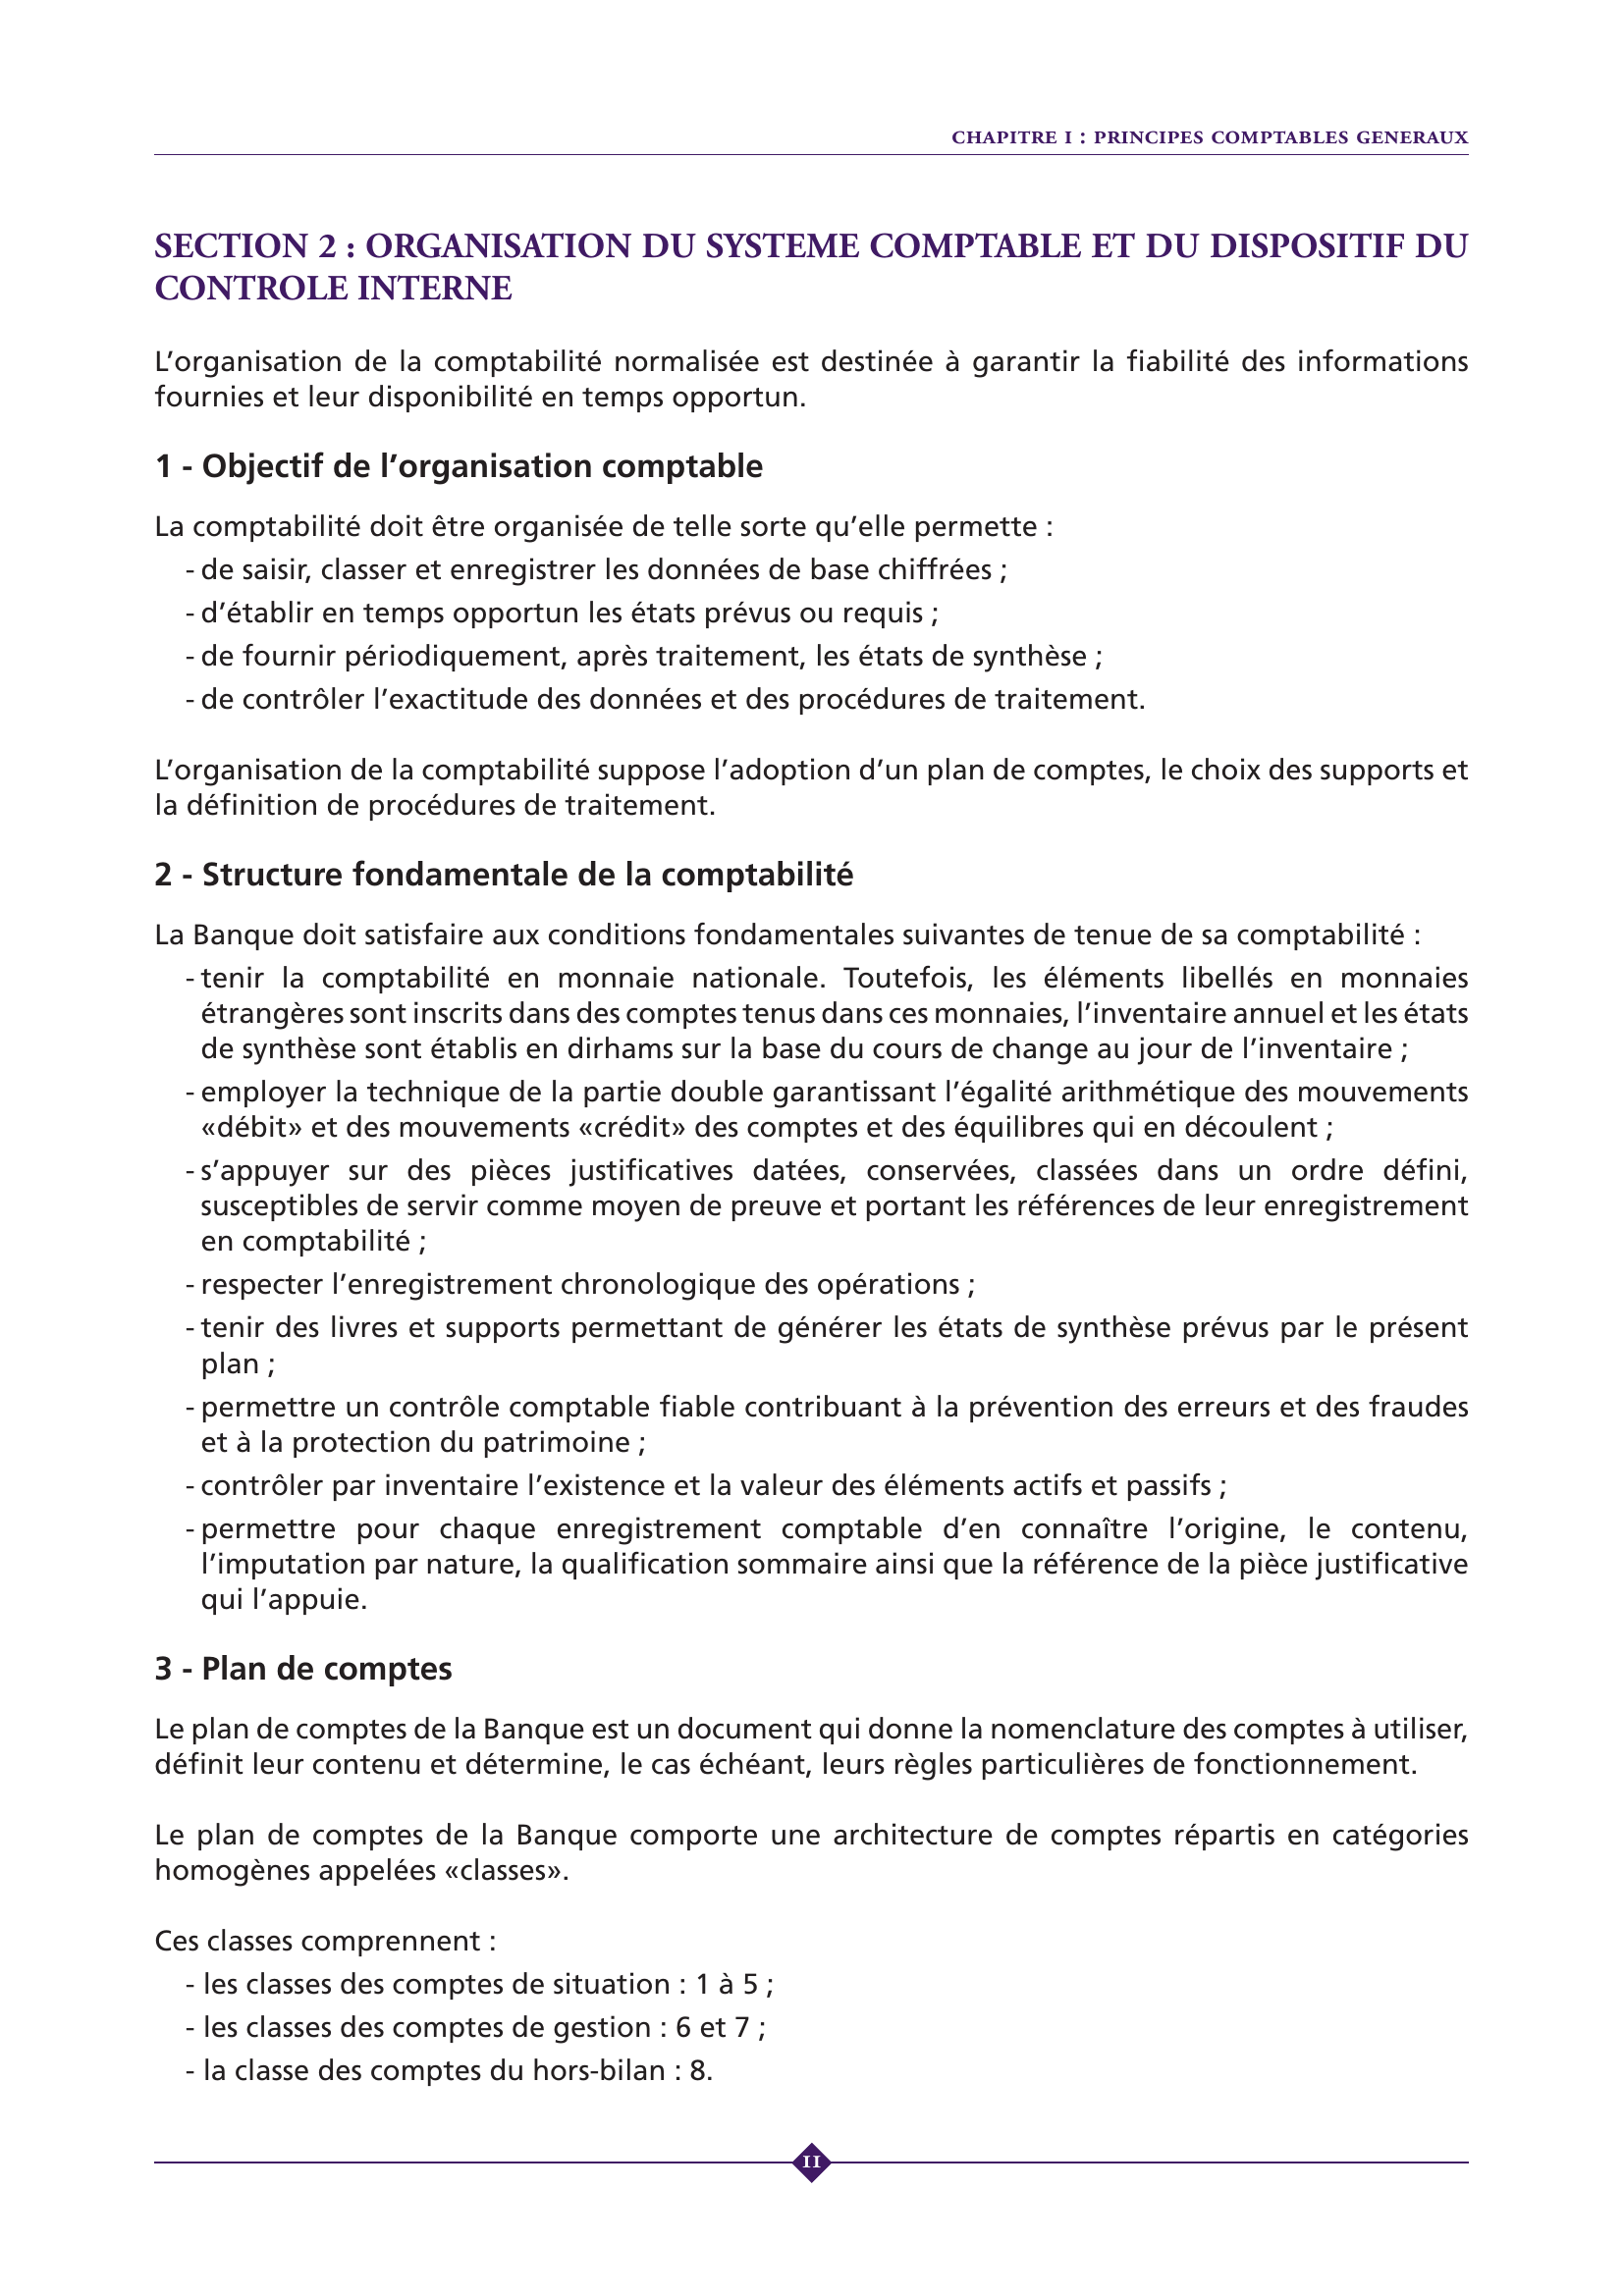 CHAPITRE I : PRINCIPES COMPTABLES GENERAUX
SECTION 2 : ORGANISATION DU SYSTEME COMPTABLE ET DU DISPOSITIF DU
CONTROLE INTERNE
L’organisation de la comptabilité normalisée est destinée à garantir la fiabilité des informations
fournies et leur disponibilité en temps opportun.
1 - Objectif de l’organisation comptable
La comptabilité doit être organisée de telle sorte qu’elle permette :
- de saisir, classer et enregistrer les données de base chiffrées ;
- d’établir en temps opportun les états prévus ou requis ;
- de fournir périodiquement, après traitement, les états de synthèse ;
- de contrôler l’exactitude des données et des procédures de traitement.
L’organisation de la comptabilité suppose l’adoption d’un plan de comptes, le choix des supports et
la définition de procédures de traitement.
2 - Structure fondamentale de la comptabilité
La Banque doit satisfaire aux conditions fondamentales suivantes de tenue de sa comptabilité :
- tenir la comptabilité en monnaie nationale. Toutefois, les éléments libellés en monnaies
étrangères sont inscrits dans des comptes tenus dans ces monnaies, l’inventaire annuel et les états
de synthèse sont établis en dirhams sur la base du cours de change au jour de l’inventaire ;
- employer la technique de la partie double garantissant l’égalité arithmétique des mouvements
«débit» et des mouvements «crédit» des comptes et des équilibres qui en découlent ;
- s’appuyer sur des pièces justificatives datées, conservées, classées dans un ordre défini,
susceptibles de servir comme moyen de preuve et portant les références de leur enregistrement
en comptabilité ;
- respecter l’enregistrement chronologique des opérations ;
- tenir des livres et supports permettant de générer les états de synthèse prévus par le présent
plan ;
- permettre un contrôle comptable fiable contribuant à la prévention des erreurs et des fraudes
et à la protection du patrimoine ;
- contrôler par inventaire l’existence et la valeur des éléments actifs et passifs ;
- permettre pour chaque enregistrement comptable d’en connaître l’origine, le contenu,
l’imputation par nature, la qualification sommaire ainsi que la référence de la pièce justificative
qui l’appuie.
3 - Plan de comptes
Le plan de comptes de la Banque est un document qui donne la nomenclature des comptes à utiliser,
définit leur contenu et détermine, le cas échéant, leurs règles particulières de fonctionnement.
Le plan de comptes de la Banque comporte une architecture de comptes répartis en catégories
homogènes appelées «classes».
Ces classes comprennent :
- les classes des comptes de situation : 1 à 5 ;
- les classes des comptes de gestion : 6 et 7 ;
- la classe des comptes du hors-bilan : 8.
11